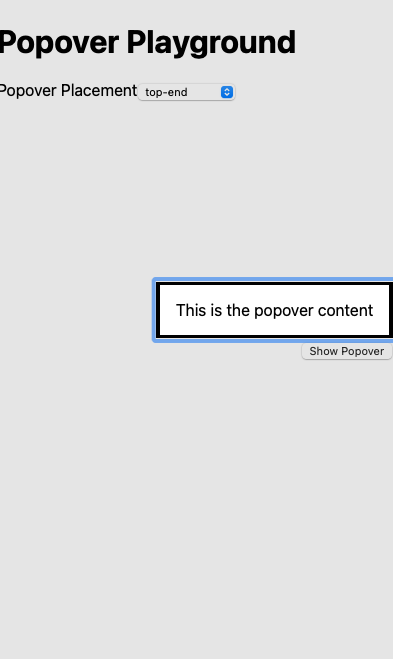 Popover Playground
Popover Placement top-end
This is the popover content
Show Popover